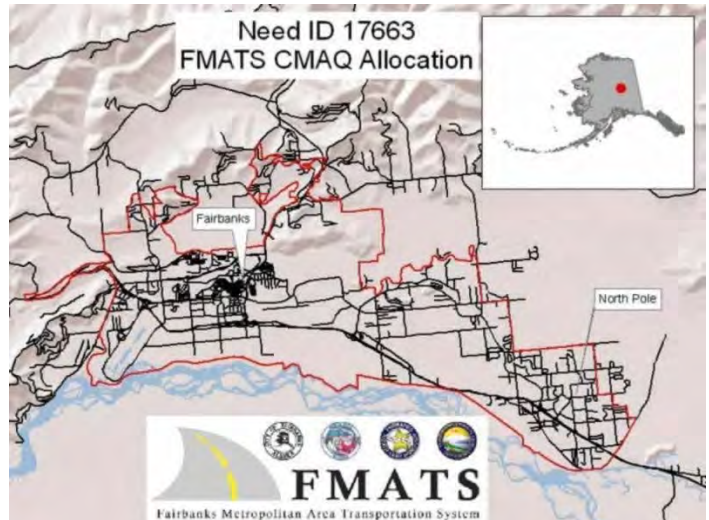 Need ID 17663
FMATS CMAQ Allocation
Fairbanks
North Pole
FMATS
Fairbanks Metropolitan Area Transportation System